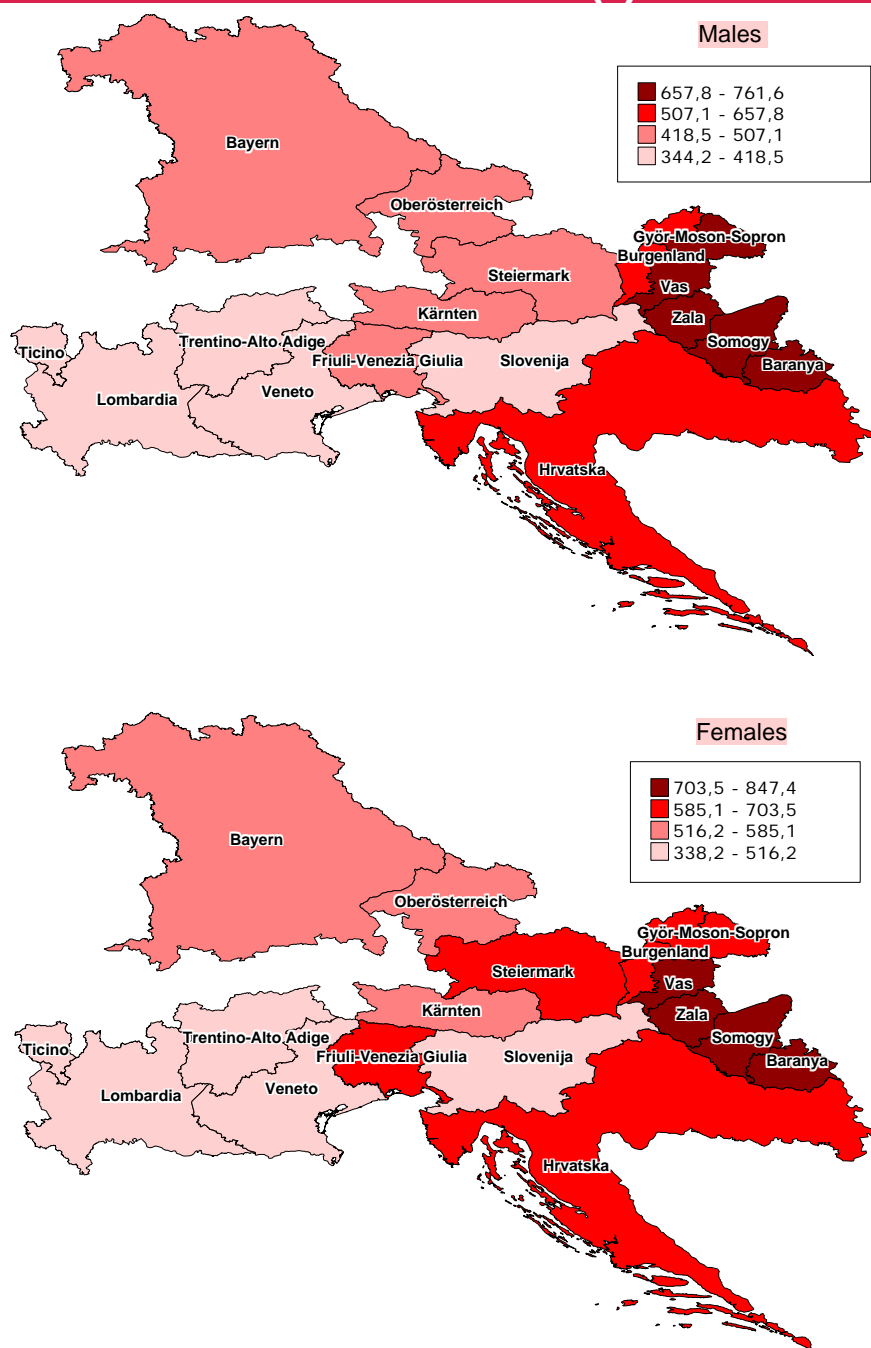 Males
657,8 - 761,6
507,1 - 657,8
418,5 - 507,1
344,2 - 418,5
Bayern
Oberösterreich
Györ-Moson-Sopron
Burgenland
Steiermark
Vas
Kärnten
Zala
Trentino-Alto Adige
Ticino
Friuli-Venezia Giulia
Slovenija
Somogy
Baranya
Veneto
Lombardia
Hrvatska
Females
703,5 - 847,4
585,1 - 703,5
516,2 - 585,1
338,2 - 516,2
Bayern
Oberösterreich
Györ-Moson-Sopron
Burgenland
Steiermark
Vas
Kärnten
Zala
Trentino-Alto Adige
Ticino
Friuli-Venezia Giulia
Slovenija
Somogy
Baranya
Veneto
Lombardia
Hrvatska